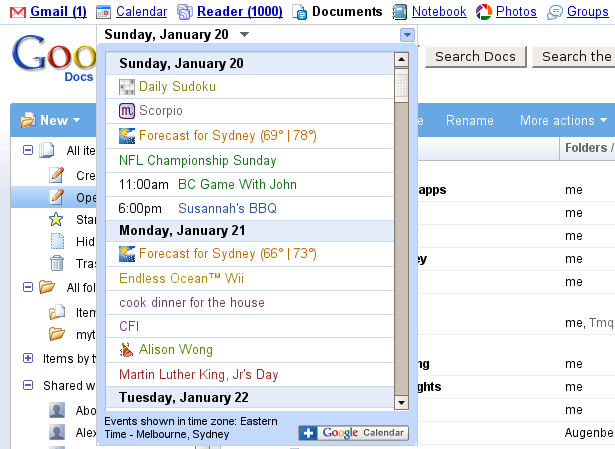 Gmail (1) Calendar Reader (1000) Documents Notebook Photos Groups
Sunday, January 20
Docs
Search Docs Search the
New
Rename More actions
Folders /
Sunday, January 20
Daily Sudoku
Scorpio
Forecast for Sydney (69° | 78°)
NFL Championship Sunday
11:00am BC Game With John
6:00pm Susannah's BBQ
Monday, January 21
Forecast for Sydney (66° | 73°)
Endless Ocean™ Wii
cook dinner for the house
CFI
Alison Wong
Martin Luther King, Jr's Day
Tuesday, January 22
Events shown in time zone: Eastern
Time - Melbourne, Sydney
Google Calendar
All ite
Cre
Ope
Star
Hid
Tras
All fol
Item
myt
Items by ty
Shared w
Abo
Alex
apps me
me
me
ey me
me
me, Tmq
ng me
ghts me
me
Augenbe